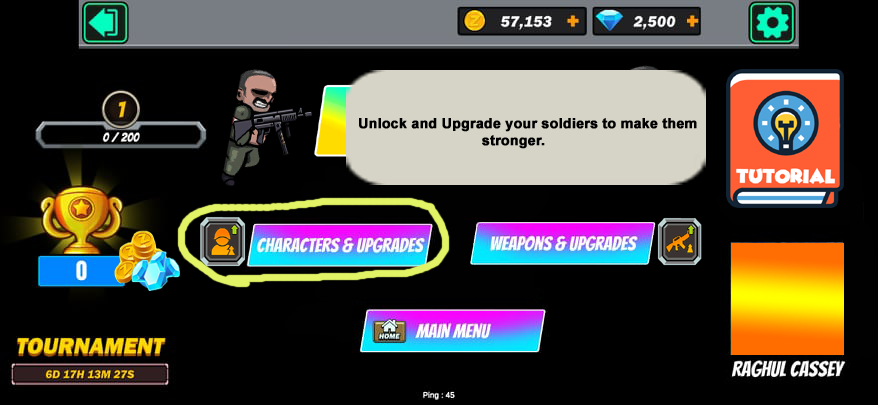 57,153
2,500
1
0 / 200
Unlock and Upgrade your soldiers to make them
stronger.
TUTORIAL
CHARACTERS & UPGRADES
WEAPONS & UPGRADES
0
HOME
MAIN MENU
TOURNAMENT
6D 17H 13M 27S
RAGHUL CASSEY
Ping : 45